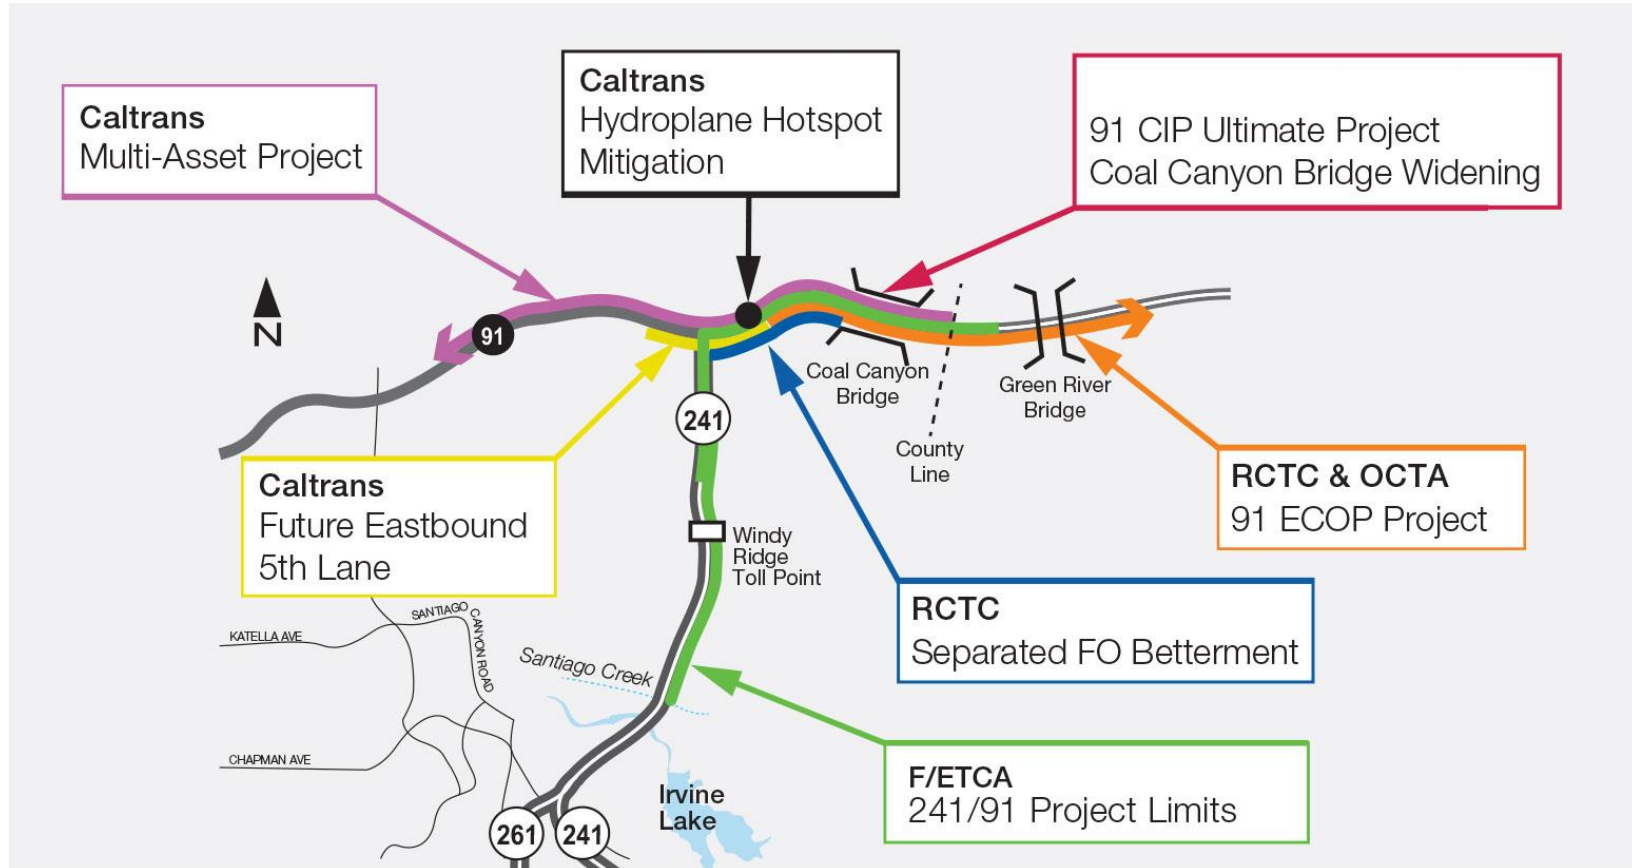 Caltrans
Multi-Asset Project
Caltrans
Hydroplane Hotspot
Mitigation
91 CIP Ultimate Project
Coal Canyon Bridge Widening
N
91
Coal Canyon
Bridge
Green River
Bridge
241
County
Line
Caltrans
Future Eastbound
5th Lane
RCTC & OCTA
91 ECOP Project
Windy
Ridge
Toll Point
RCTC
Separated FO Betterment
KATELLA AVE
SANTIAGO
CANYON ROAD
Santiago Creek
CHAPMAN AVE
F/ETCA
241/91 Project Limits
Irvine
Lake
261
241